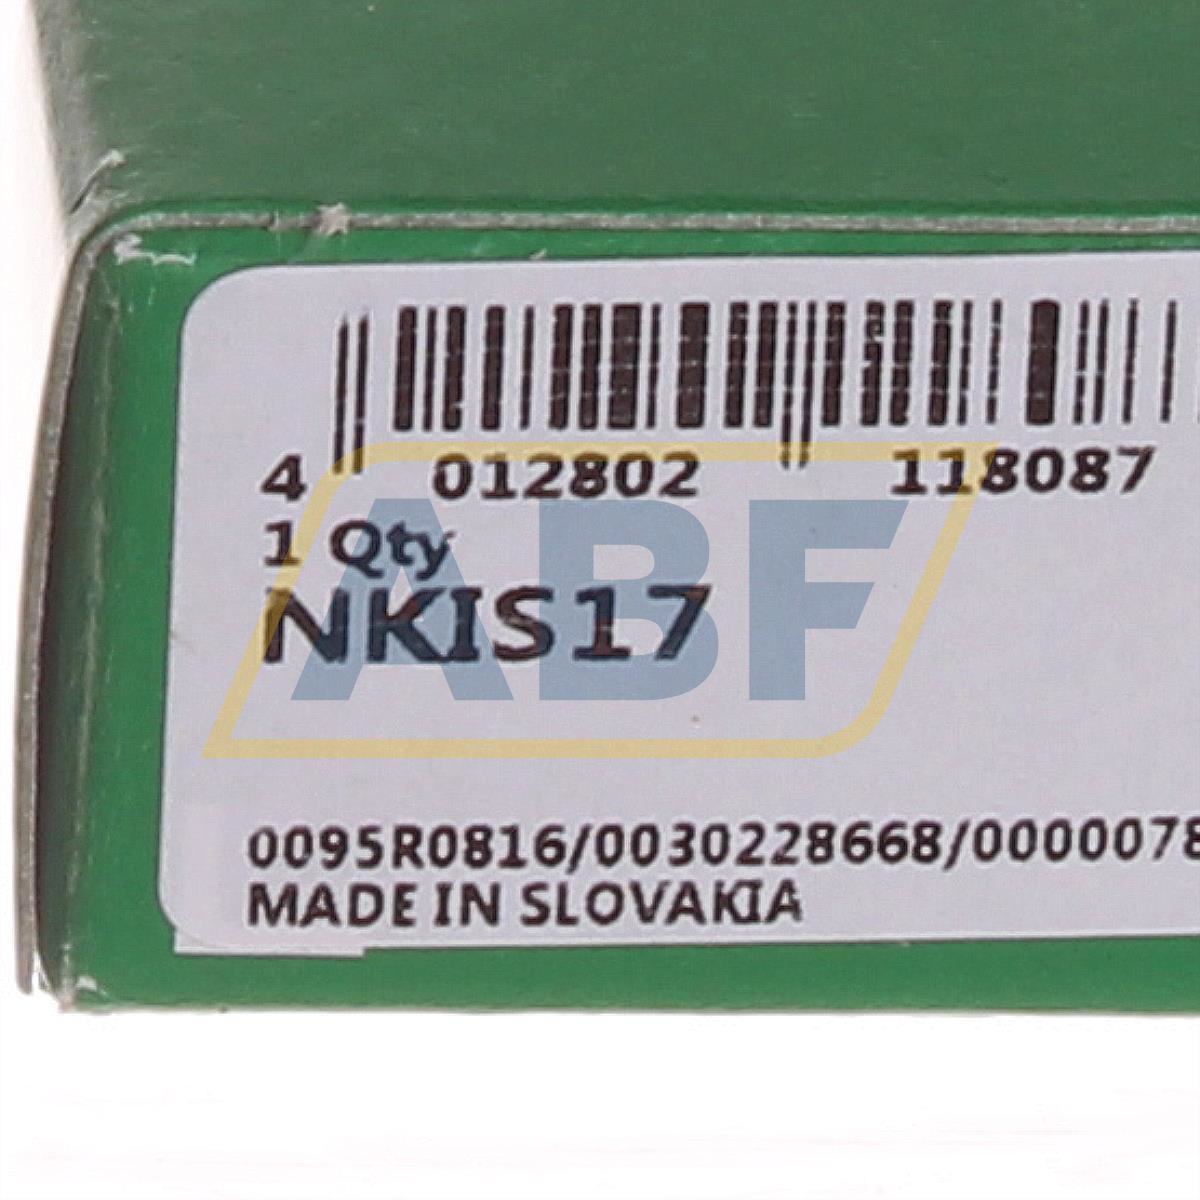 4 012802 118087
1 Qty
NKIS17
ABF
0095R0816/0030228668/0000078
MADE IN SLOVAKIA